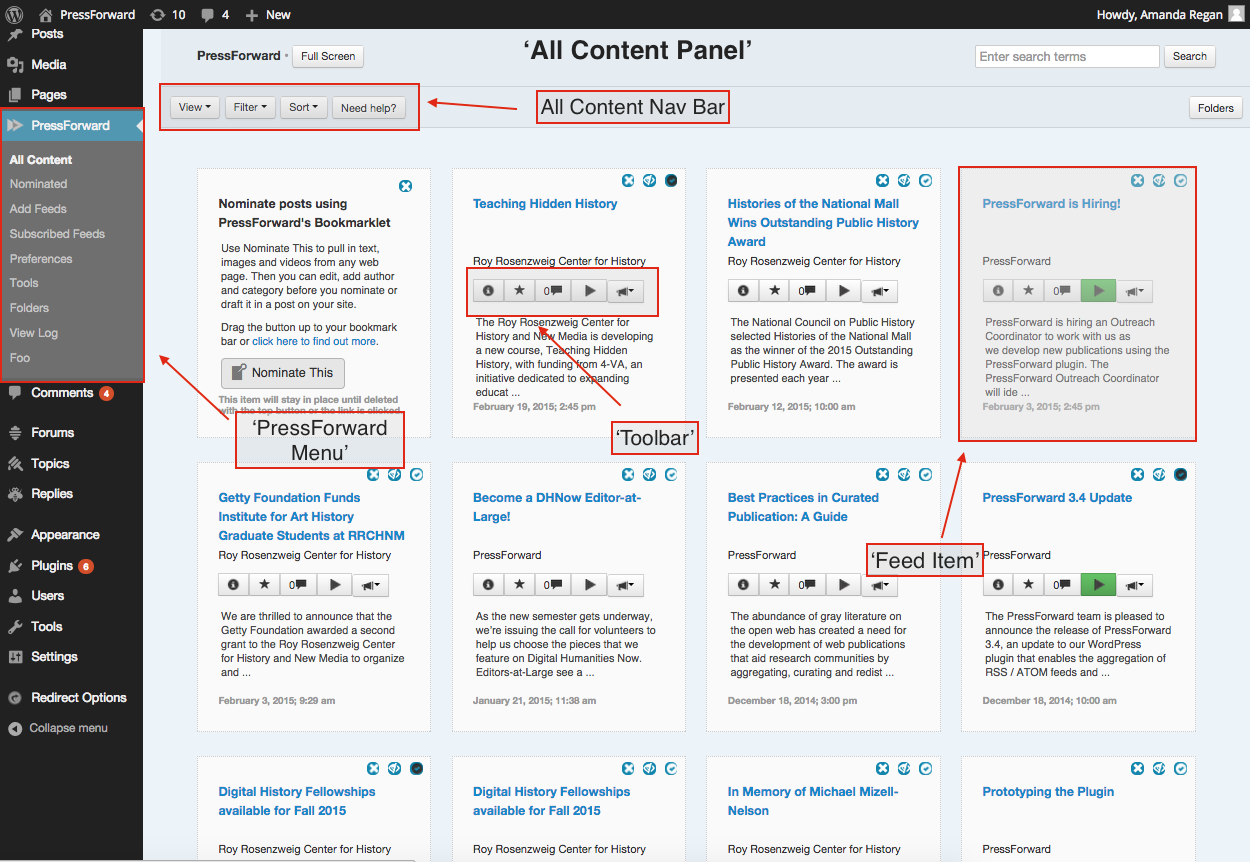 PressForward
10
4
New
Howdy, Amanda Regan
Posts
Media
Pages
PressForward
All Content
Nominated
Add Feeds
Subscribed Feeds
Preferences
Tools
Folders
View Log
Foo
Comments 4
Forums
Topics
Replies
Appearance
Plugins 6
Users
Tools
Settings
Redirect Options
Collapse menu
PressForward
Full Screen
‘All Content Panel’
Enter search terms
Search
View
Filter
Sort
Need help?
All Content Nav Bar
Folders
Nominate posts using
PressForward's Bookmarklet
Use Nominate This to pull in text,
images and videos from any web
page. Then you can edit, add author
and category before you nominate or
draft it in a post on your site.
Drag the button up to your bookmark
bar or click here to find out more.
Nominate This
This item will stay in place until deleted
with the top button or the link is clicked.
‘PressForward
Menu’
Teaching Hidden History
Roy Rosenzweig Center for History
0
The Roy Rosenzweig Center for
History and New Media is developing
a new course, Teaching Hidden
History, with funding from 4-VA, an
initiative dedicated to expanding
educat ...
February 19, 2015; 2:45 pm
‘Toolbar’
Histories of the National Mall
Wins Outstanding Public History
Award
Roy Rosenzweig Center for History
0
The National Council on Public History
selected Histories of the National Mall
as the winner of the 2015 Outstanding
Public History Award. The award is
presented each year ...
February 12, 2015; 10:00 am
PressForward is Hiring!
PressForward
0
PressForward is hiring an Outreach
Coordinator to work with us as
we develop new publications using the
PressForward plugin. The
PressForward Outreach Coordinator
will ide ...
February 3, 2015; 2:45 pm
‘Feed Item’
Getty Foundation Funds
Institute for Art History
Graduate Students at RRCHNM
Roy Rosenzweig Center for History
0
We are thrilled to announce that the
Getty Foundation awarded a second
grant to the Roy Rosenzweig Center
for History and New Media to organize
and ...
February 3, 2015; 9:29 am
Become a DHNow Editor-at-
Large!
PressForward
0
As the new semester gets underway,
we're issuing the call for volunteers to
help us choose the pieces that we
feature on Digital Humanities Now.
Editors-at-Large see a ...
January 21, 2015; 11:38 am
Best Practices in Curated
Publication: A Guide
PressForward
0
The abundance of gray literature on
the open web has created a need for
the development of web publications
that aid research communities by
aggregating, curating and redist ...
December 18, 2014; 3:00 pm
PressForward 3.4 Update
PressForward
0
The PressForward team is pleased to
announce the release of PressForward
3.4, an update to our WordPress
plugin that enables the aggregation of
RSS / ATOM feeds and ...
December 18, 2014; 10:00 am
Digital History Fellowships
available for Fall 2015
Roy Rosenzweig Center for History
Digital History Fellowships
available for Fall 2015
Roy Rosenzweig Center for History
In Memory of Michael Mizell-
Nelson
Roy Rosenzweig Center for History
Prototyping the Plugin
PressForward